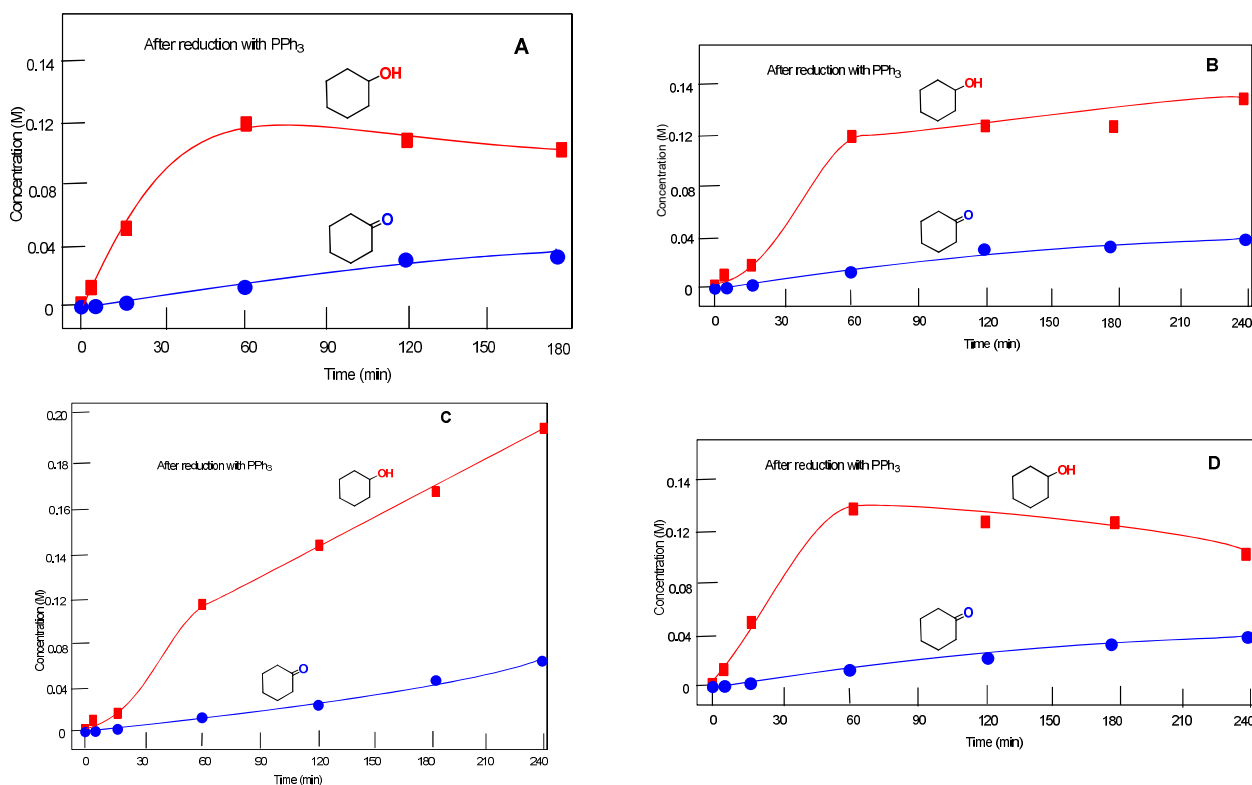 After reduction with PPh3
A
OH
O
0.14
0.12
0.08
0.04
0
Concentration (M)
0
30
60
90
120
150
180
Time (min)
After reduction with PPh3
B
OH
O
0.14
0.12
0.08
0.04
0
Concentration (M)
0
30
60
90
120
150
180
210
240
Time (min)
After reduction with PPh3
C
OH
O
0.20
0.18
0.16
0.14
0.12
0.08
0.04
0
Concentration (M)
0
30
60
90
120
150
180
210
240
Time (min)
After reduction with PPh3
D
OH
O
0.14
0.12
0.08
0.04
0
Concentration (M)
0
30
60
90
120
150
180
210
240
Time (min)